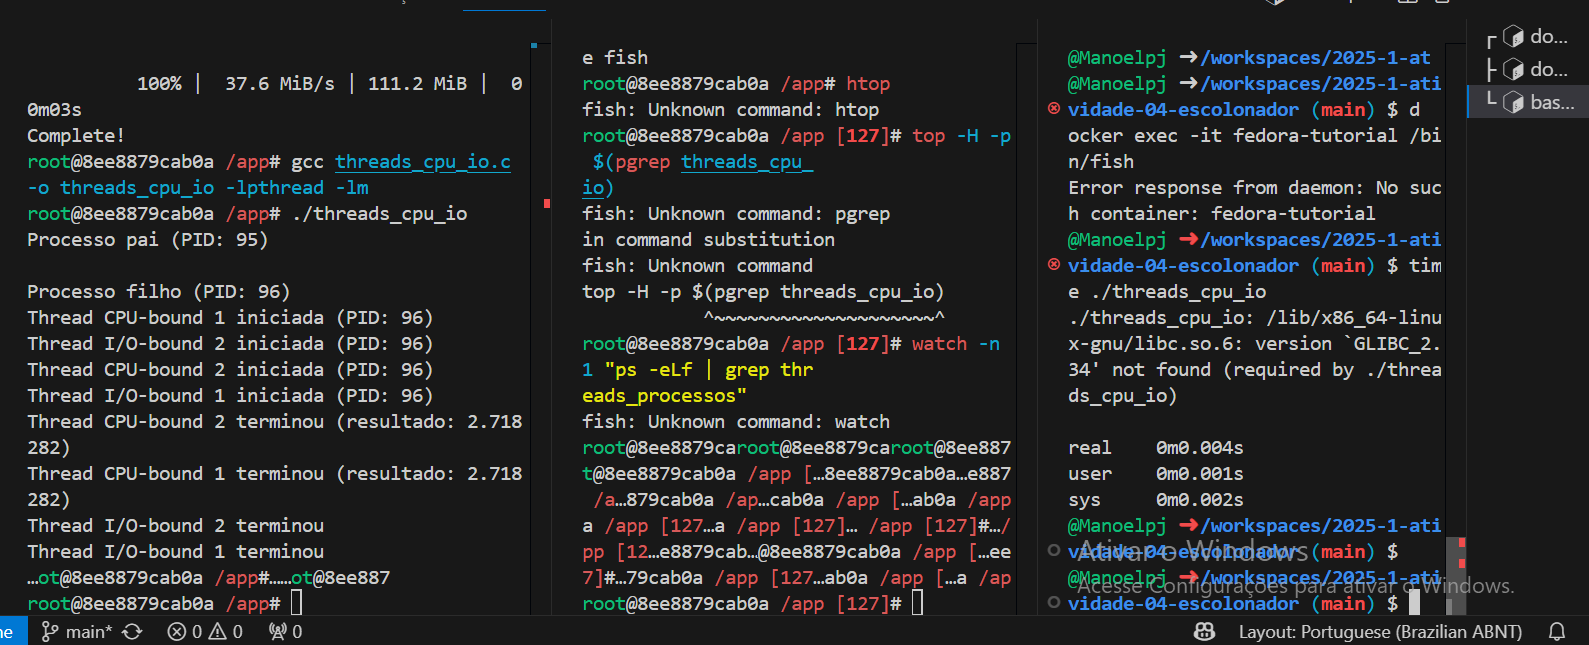 100% |  37.6 MiB/s | 111.2 MiB |  0
0m03s
Complete!
root@8ee8879cab0a /app# gcc threads_cpu_io.c
-o threads_cpu_io -lpthread -lm
root@8ee8879cab0a /app# ./threads_cpu_io
Processo pai (PID: 95)
Processo filho (PID: 96)
Thread CPU-bound 1 iniciada (PID: 96)
Thread I/O-bound 2 iniciada (PID: 96)
Thread CPU-bound 2 iniciada (PID: 96)
Thread I/O-bound 1 iniciada (PID: 96)
Thread CPU-bound 2 terminou (resultado: 2.718
282)
Thread CPU-bound 1 terminou (resultado: 2.718
282)
Thread I/O-bound 2 terminou
Thread I/O-bound 1 terminou
…ot@8ee8879cab0a /app#……ot@8ee887
root@8ee8879cab0a /app#
e fish
root@8ee8879cab0a /app# htop
fish: Unknown command: htop
root@8ee8879cab0a /app [127]# top -H -p
$(pgrep threads_cpu_
io)
fish: Unknown command: pgrep
in command substitution
fish: Unknown command
top -H -p $(pgrep threads_cpu_io)
^~~~~~~~~~~~~~~~~~~~~^
root@8ee8879cab0a /app [127]# watch -n
1 "ps -eLf | grep thr
eads_processos"
fish: Unknown command: watch
root@8ee8879caroot@8ee8879caroot@8ee887
t@8ee8879cab0a /app […8ee8879cab0a…e887
/a…879cab0a /ap…cab0a /app […ab0a /app
a /app [127…a /app [127]… /app [127]#…/
pp [12…e8879cab…@8ee8879cab0a /app […ee
7]#…79cab0a /app [127…ab0a /app […a /ap
root@8ee8879cab0a /app [127]#
@Manoelpj ➜/workspaces/2025-1-at
@Manoelpj ➜/workspaces/2025-1-ati
vidade-04-escolonador (main) $ d
ocker exec -it fedora-tutorial /bi
n/fish
Error response from daemon: No suc
h container: fedora-tutorial
@Manoelpj ➜/workspaces/2025-1-ati
vidade-04-escolonador (main) $ tim
e ./threads_cpu_io
./threads_cpu_io: /lib/x86_64-linu
x-gnu/libc.so.6: version `GLIBC_2.
34' not found (required by ./threa
ds_cpu_io)
real    0m0.004s
user    0m0.001s
sys     0m0.002s
@Manoelpj ➜/workspaces/2025-1-ati
vidade-04-escolonador (main) $
@Manoelpj ➜/workspaces/2025-1-ati
vidade-04-escolonador (main) $
Ativar o Windows
Acesse Configurações para ativar o Windows.
do...
do...
bas...
ne
main*
0
0
0
Layout: Portuguese (Brazilian ABNT)